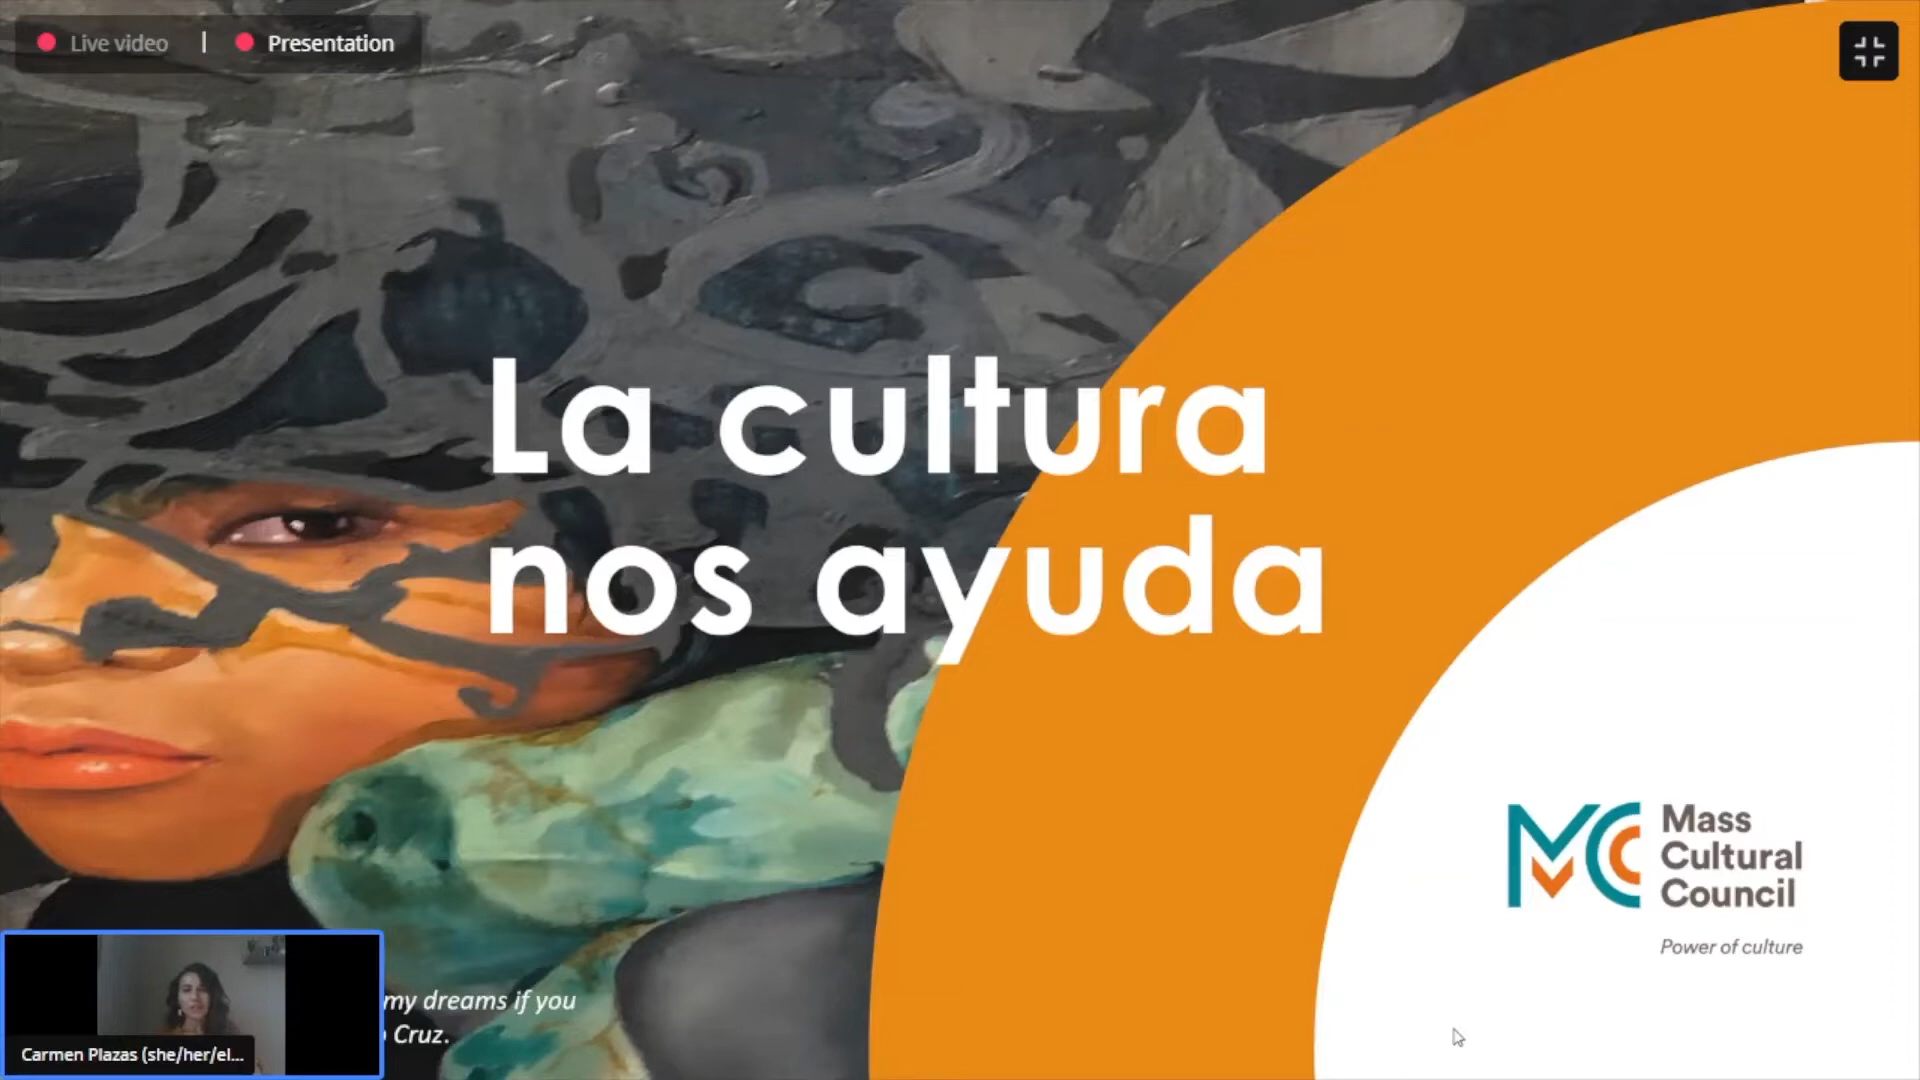 Live video | Presentation
La cultura
nos ayuda
Mass
Cultural
Council
Power of culture
my dreams if you
Cruz.
Carmen Plazas (she/her/el...